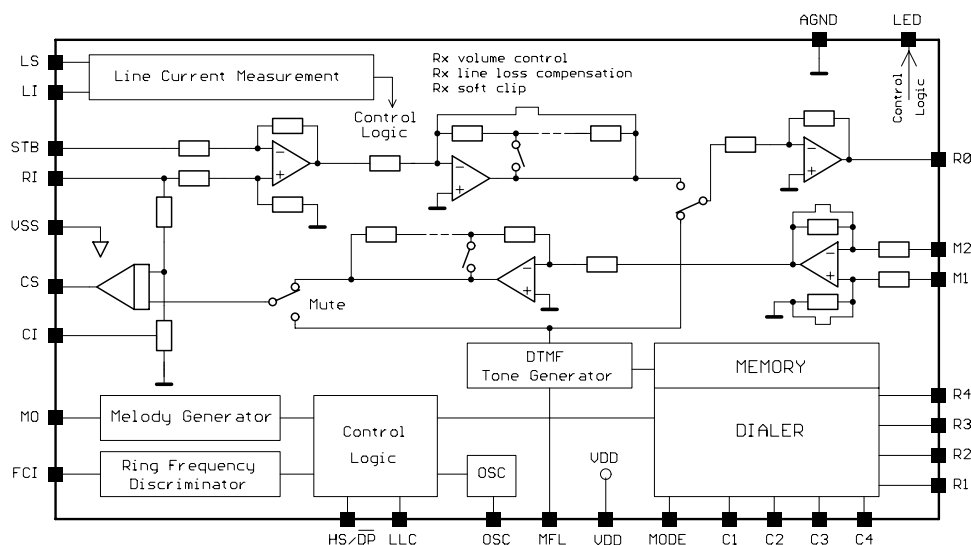 AGND
LED
LS
LI
Line Current Measurement
Rx volume control
Rx line loss compensation
Rx soft clip
Control
Logic
Control
Logic
STB
RI
R0
VSS
M2
M1
CS
Mute
CI
DTMF
Tone Generator
MEMORY
DIALER
R4
R3
R2
R1
MO
Melody Generator
Control
Logic
FCI
Ring Frequency
Discriminator
OSC
VDD
HS/DP
LLC
OSC
MFL
VDD
MODE
C1
C2
C3
C4